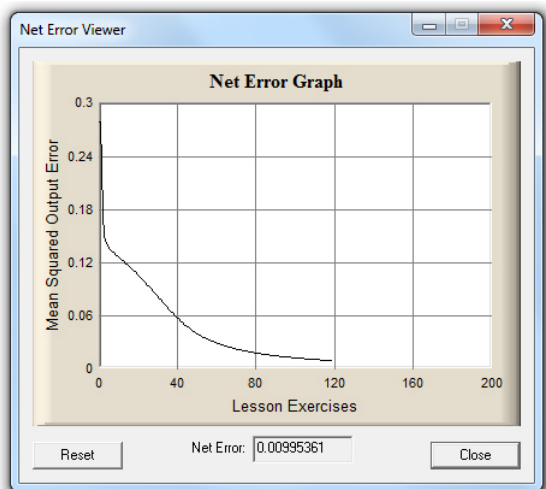 Net Error Viewer
Net Error Graph
Mean Squared Output Error
0.3
0.24
0.18
0.12
0.06
0
0 40 80 120 160 200
Lesson Exercises
Reset
Net Error: 0.00995361
Close